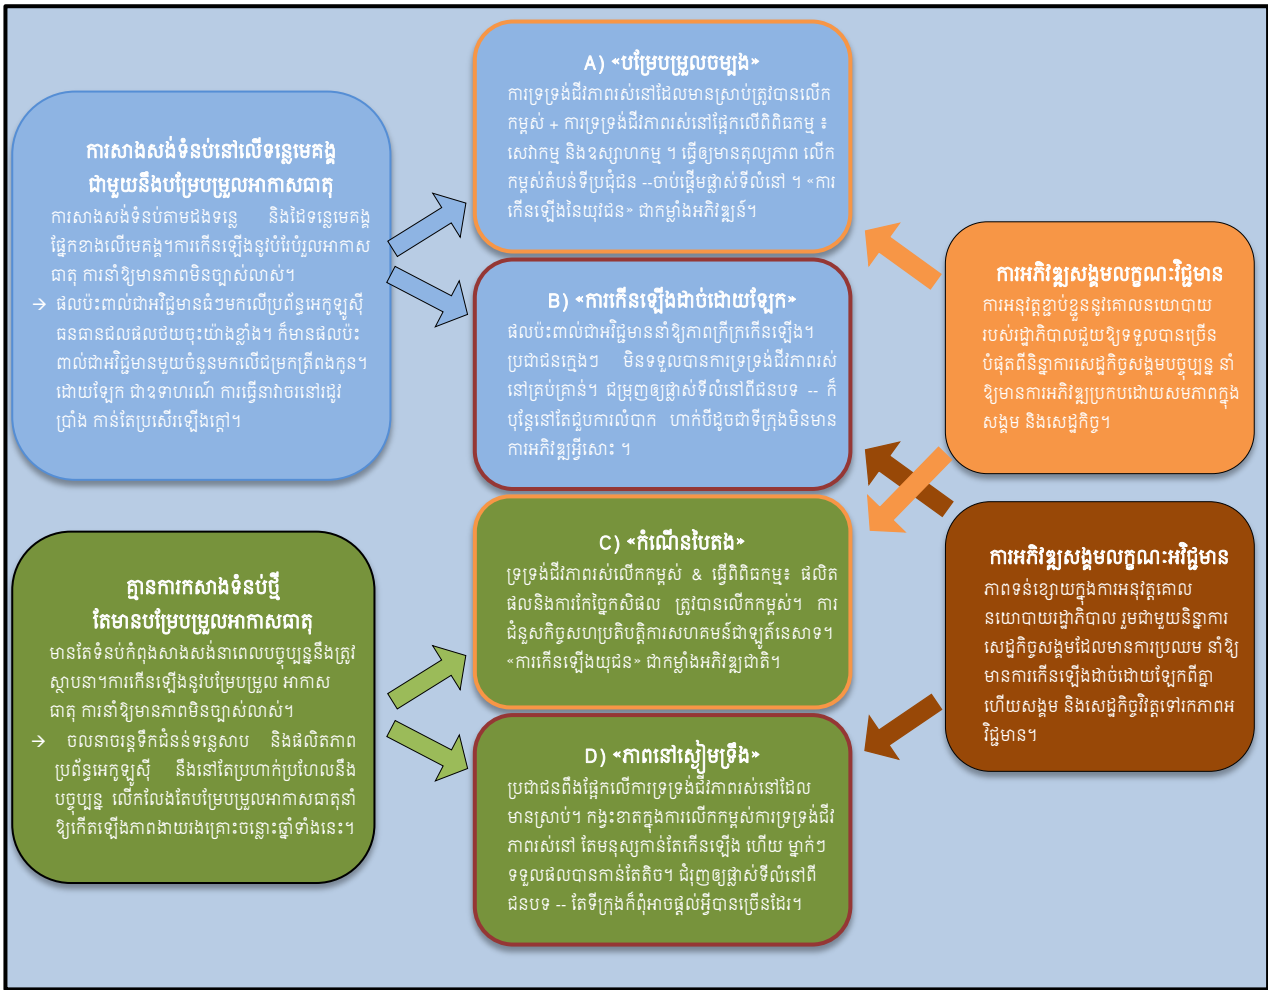 ការសាងសង់ទំនប់នៅលើទន្លេមេគង្គ
ជាមួយនឹងបម្រែបម្រួលអាកាសធាតុ
ការសាងសង់ទំនប់តាមដងទន្លេ និងដៃទន្លេមេគង្គ
ផ្នែកខាងលើមេគង្គ។ការកើនឡើងនូវបំរែបំរួលអាកាស
ធាតុ ការនាំឱ្យមានភាពមិនច្បាស់លាស់។
→ ផលប៉ះពាល់ជាអវិជ្ជមានធំៗមកលើប្រព័ន្ធអេកូឡូស៊ី
ធនធានជលផលថយចុះយ៉ាងខ្លាំង។ ក៏មានផលប៉ះ
ពាល់ជាអវិជ្ជមានមួយចំនួនមកលើជម្រកត្រីពងកូន។
ដោយឡែក ជាឧទាហរណ៍ ការធ្វើនាវាចរនៅរដូវ
ប្រាំង កាន់តែប្រសើរឡើងក្តៅ។
គ្មានការកសាងទំនប់ថ្មី
តែមានបម្រែបម្រួលអាកាសធាតុ
មានតែទំនប់កំពុងសាងសង់នាពេលបច្ចុប្បន្ននឹងត្រូវ
ស្ថាបនា។ការកើនឡើងនូវបម្រែបម្រួល អាកាស
ធាតុ ការនាំឱ្យមានភាពមិនច្បាស់លាស់។
→ ចលនាចរន្តទឹកជំនន់ទន្លេសាប និងផលិតភាព
ប្រព័ន្ធអេកូឡូស៊ី នឹងនៅតែប្រហាក់ប្រហែលនឹង
បច្ចុប្បន្ន លើកលែងតែបម្រែបម្រួលអាកាសធាតុនាំ
ឱ្យកើតឡើងភាពងាយរងគ្រោះចន្លោះឆ្នាំទាំងនេះ។
A) «បម្រែបម្រួលចម្បង»
ការទ្រទ្រង់ជីវភាពរស់នៅដែលមានស្រាប់ត្រូវបានលើក
កម្ពស់ + ការទ្រទ្រង់ជីវភាពរស់នៅផ្អែកលើពិពិធកម្ម ៖
សេវាកម្ម និងឧស្សាហកម្ម ។ ធ្វើឲ្យមានតុល្យភាព លើក
កម្ពស់តំបន់ទីប្រជុំជន --ចាប់ផ្តើមផ្លាស់ទីលំនៅ ។ «ការ
កើនឡើងនៃយុវជន» ជាកម្លាំងអភិវឌ្ឍន៍។
B) «ការកើនឡើងដាច់ដោយឡែក»
ផលប៉ះពាល់ជាអវិជ្ជមាននាំឱ្យភាពក្រីក្រកើនឡើង។
ប្រជាជនក្មេងៗ មិនទទួលបានការទ្រទ្រង់ជីវភាពរស់
នៅគ្រប់គ្រាន់។ ជម្រុញឲ្យផ្លាស់ទីលំនៅពីជនបទ -- ក៏
ប៉ុន្តែនៅតែជួបការលំបាក ហាក់បីដូចជាទីក្រុងមិនមាន
ការអភិវឌ្ឍអ្វីសោះ ។
C) «កំណើនបៃតង»
ទ្រទ្រង់ជីវភាពរស់លើកកម្ពស់ & ធ្វើពិពិធកម្ម៖ ផលិត
ផលនិងការកែច្នៃកសិផល ត្រូវបានលើកកម្ពស់។ ការ
ជំនួសកិច្ចសហប្រតិបត្តិការសហគមន៍ជាឡូត៍នេសាទ។
«ការកើនឡើងយុជន» ជាកម្លាំងអភិវឌ្ឍជាតិ។
D) «ភាពនៅស្ងៀមទ្រឹង»
ប្រជាជនពឹងផ្អែកលើការទ្រទ្រង់ជីវភាពរស់នៅដែល
មានស្រាប់។ កង្វះខាតក្នុងការលើកកម្ពស់ការទ្រទ្រង់ជីវ
ភាពរស់នៅ តែមនុស្សកាន់តែកើនឡើង ហើយ ម្នាក់ៗ
ទទួលផលបានកាន់តែតិច។ ជំរុញឲ្យផ្លាស់ទីលំនៅពី
ជនបទ -- តែទីក្រុងក៏ពុំអាចផ្តល់អ្វីបានច្រើនដែរ។
ការអភិវឌ្ឍសង្គមលក្ខណៈវិជ្ជមាន
ការអនុវត្តខ្ជាប់ខ្ជួននូវគោលនយោបាយ
របស់រដ្ឋាភិបាលជួយឱ្យទទួលបានច្រើន
បំផុតពីនិន្នាការសេដ្ឋកិច្ចសង្គមបច្ចុប្បន្ន នាំ
ឱ្យមានការអភិវឌ្ឍប្រកបដោយសមភាពក្នុង
សង្គម និងសេដ្ឋកិច្ច។
ការអភិវឌ្ឍសង្គមលក្ខណៈអវិជ្ជមាន
ភាពទន់ខ្សោយក្នុងការអនុវត្តគោល
នយោបាយរដ្ឋាភិបាល រួមជាមួយនិន្នាការ
សេដ្ឋកិច្ចសង្គមដែលមានការប្រឈម នាំឱ្យ
មានការកើនឡើងដាច់ដោយឡែកពីគ្នា
ហើយសង្គម និងសេដ្ឋកិច្ចវិវត្តទៅរកភាពអ
វិជ្ជមាន។